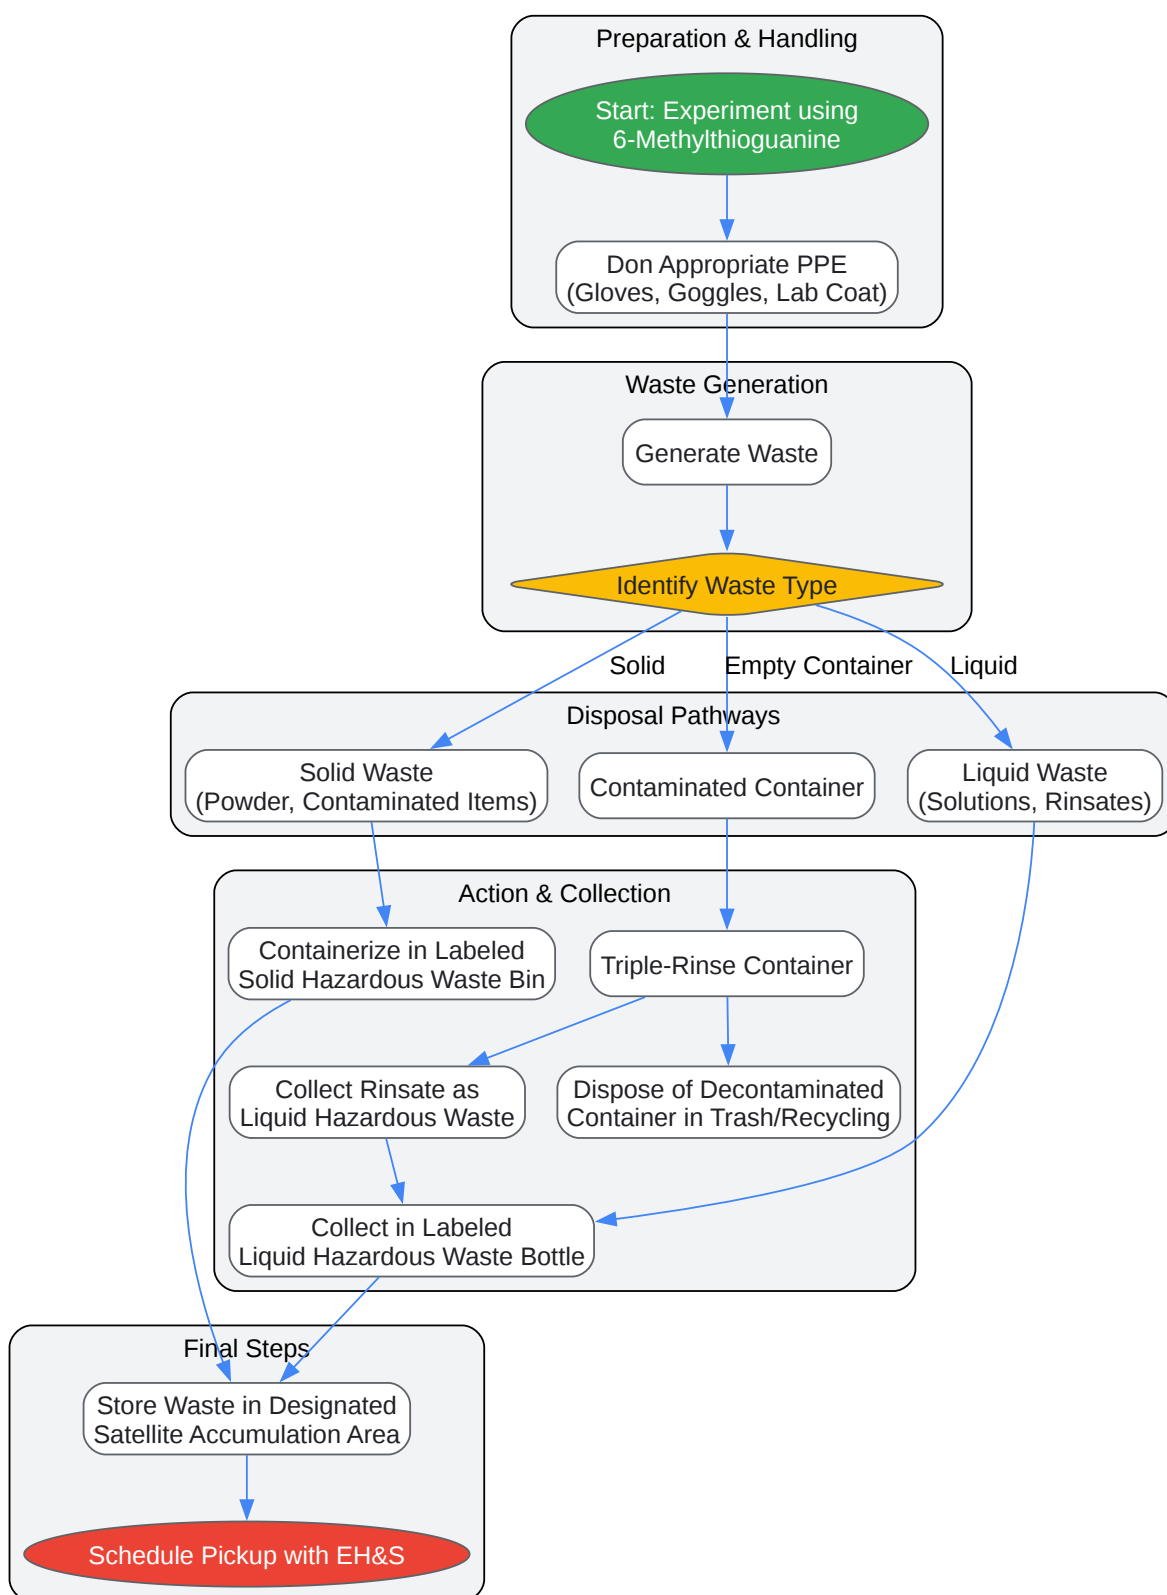 Preparation & Handling
Start: Experiment using
6-Methylthioguanine
Don Appropriate PPE
(Gloves, Goggles, Lab Coat)
Waste Generation
Generate Waste
Identify Waste Type
Solid
Empty Container
Liquid
Disposal Pathways
Solid Waste
(Powder, Contaminated Items)
Contaminated Container
Liquid Waste
(Solutions, Rinsates)
Action & Collection
Containerize in Labeled
Solid Hazardous Waste Bin
Triple-Rinse Container
Collect Rinsate as
Liquid Hazardous Waste
Dispose of Decontaminated
Container in Trash/Recycling
Collect in Labeled
Liquid Hazardous Waste Bottle
Final Steps
Store Waste in Designated
Satellite Accumulation Area
Schedule Pickup with EH&S